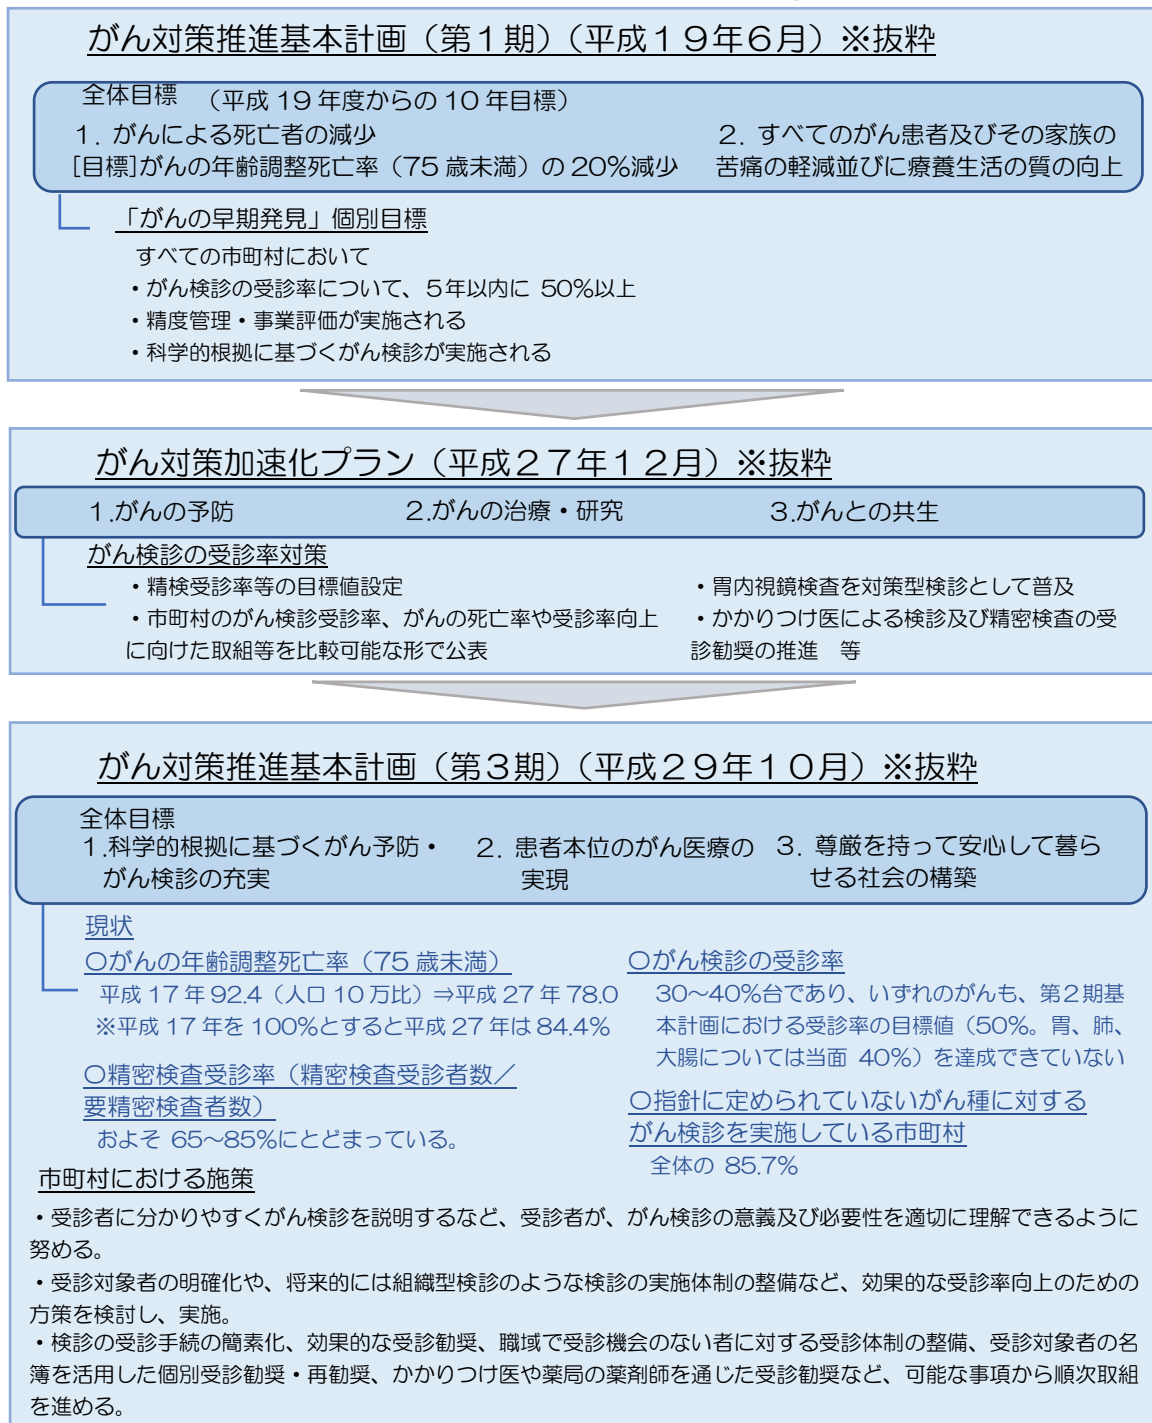 がん対策推進基本計画（第１期）（平成１９年６月）※抜粋
全体目標　（平成 19 年度からの 10 年目標）
１．がんによる死亡者の減少
[目標]がんの年齢調整死亡率（75 歳未満）の 20％減少
２．すべてのがん患者及びその家族の
苦痛の軽減並びに療養生活の質の向上
「がんの早期発見」個別目標
すべての市町村において
・がん検診の受診率について、５年以内に 50％以上
・精度管理・事業評価が実施される
・科学的根拠に基づくがん検診が実施される
がん対策加速化プラン（平成２７年１２月）※抜粋
１.がんの予防
２.がんの治療・研究
３.がんとの共生
がん検診の受診率対策
・精検受診率等の目標値設定
・市町村のがん検診受診率、がんの死亡率や受診率向上
に向けた取組等を比較可能な形で公表
・胃内視鏡検査を対策型検診として普及
・かかりつけ医による検診及び精密検査の受
診勧奨の推進　等
がん対策推進基本計画（第３期）（平成２９年１０月）※抜粋
全体目標
１.科学的根拠に基づくがん予防・
がん検診の充実
２．患者本位のがん医療の
実現
３．尊厳を持って安心して暮ら
せる社会の構築
現状
〇がんの年齢調整死亡率（75 歳未満）
平成 17 年 92.4（人口 10 万比）⇒平成 27 年 78.0
※平成 17 年を 100％とすると平成 27 年は 84.4％
〇精密検査受診率（精密検査受診者数／
要精密検査者数）
およそ 65～85％にとどまっている。
〇がん検診の受診率
30～40％台であり、いずれのがんも、第２期基
本計画における受診率の目標値（50％。胃、肺、
大腸については当面 40％）を達成できていない
〇指針に定められていないがん種に対する
がん検診を実施している市町村
全体の 85.7％
市町村における施策
・受診者に分かりやすくがん検診を説明するなど、受診者が、がん検診の意義及び必要性を適切に理解できるように
努める。
・受診対象者の明確化や、将来的には組織型検診のような検診の実施体制の整備など、効果的な受診率向上のための
方策を検討し、実施。
・検診の受診手続の簡素化、効果的な受診勧奨、職域で受診機会のない者に対する受診体制の整備、受診対象者の名
簿を活用した個別受診勧奨・再勧奨、かかりつけ医や薬局の薬剤師を通じた受診勧奨など、可能な事項から順次取組
を進める。